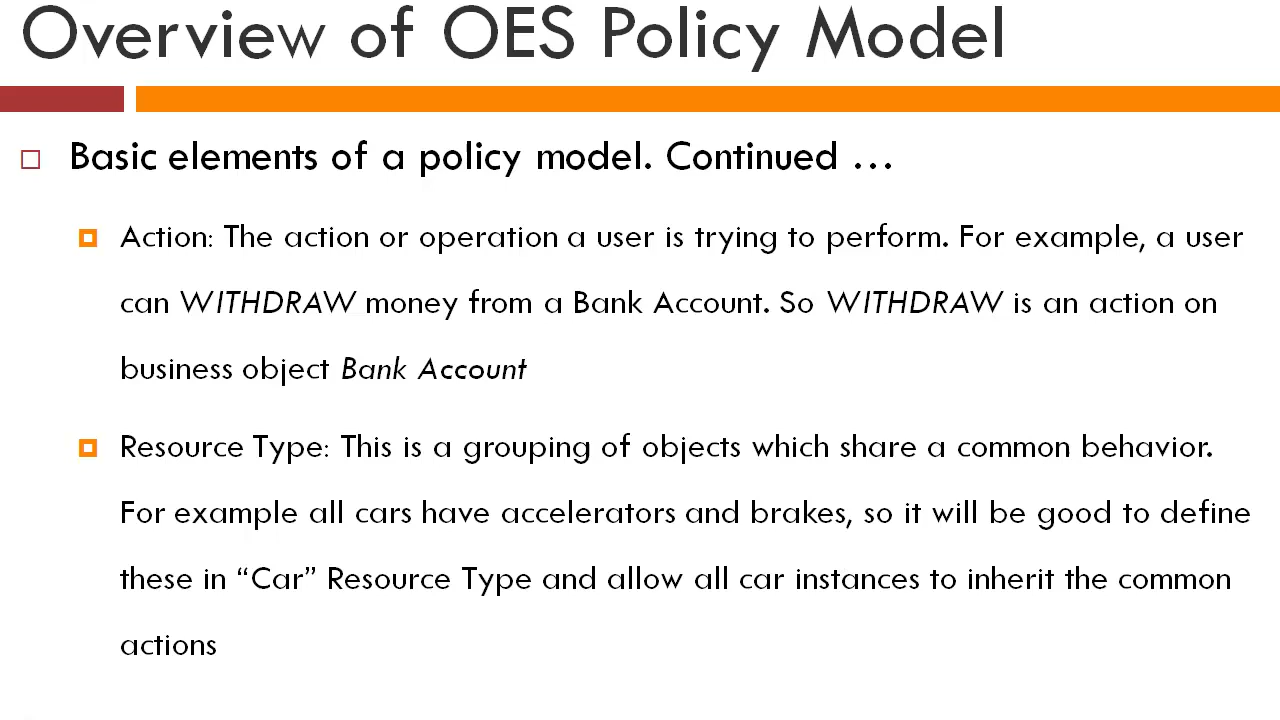 Overview of OES Policy Model
Basic elements of a policy model. Continued …
Action: The action or operation a user is trying to perform. For example, a user
can WITHDRAW money from a Bank Account. So WITHDRAW is an action on
business object Bank Account
Resource Type: This is a grouping of objects which share a common behavior.
For example all cars have accelerators and brakes, so it will be good to define
these in “Car” Resource Type and allow all car instances to inherit the common
actions